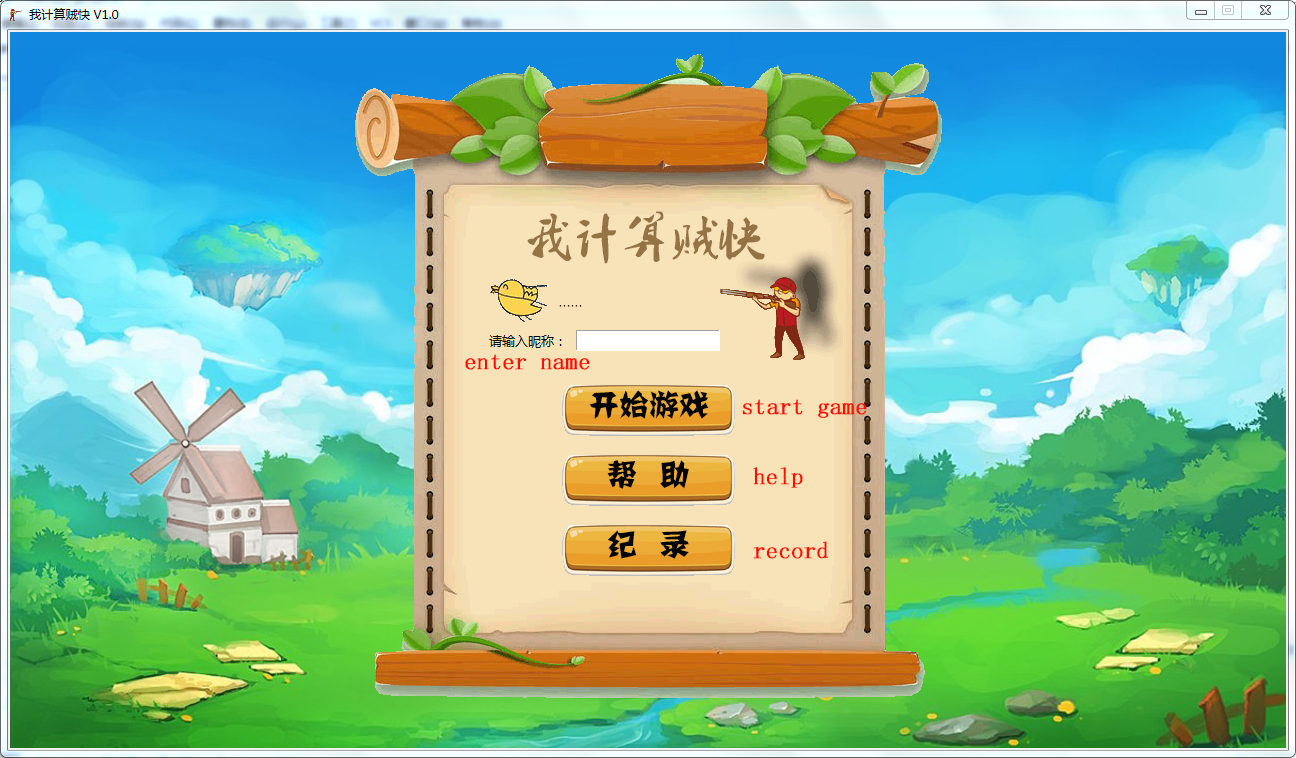 我计算贼快 V1.0
我计算贼快
......
请输入昵称：
enter name
开始游戏 start game
帮 助 help
纪 录 record